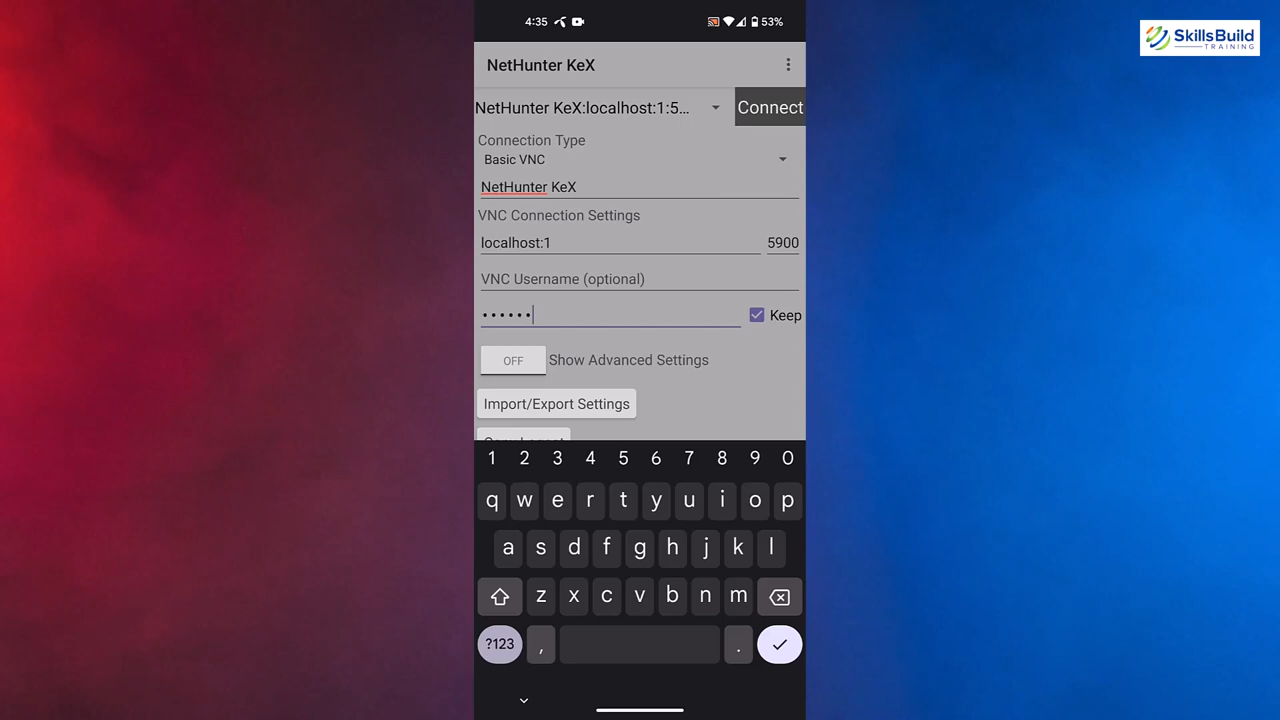 4:35
53%
SkillsBuild
TRAINING
NetHunter KeX
NetHunter KeX:localhost:1:5...
Connect
Connection Type
Basic VNC
NetHunter KeX
VNC Connection Settings
localhost:1
5900
VNC Username (optional)
••••••
Keep
OFF
Show Advanced Settings
Import/Export Settings
1 2 3 4 5 6 7 8 9 0
q w e r t y u i o p
a s d f g h j k l
z x c v b n m
?123 , .